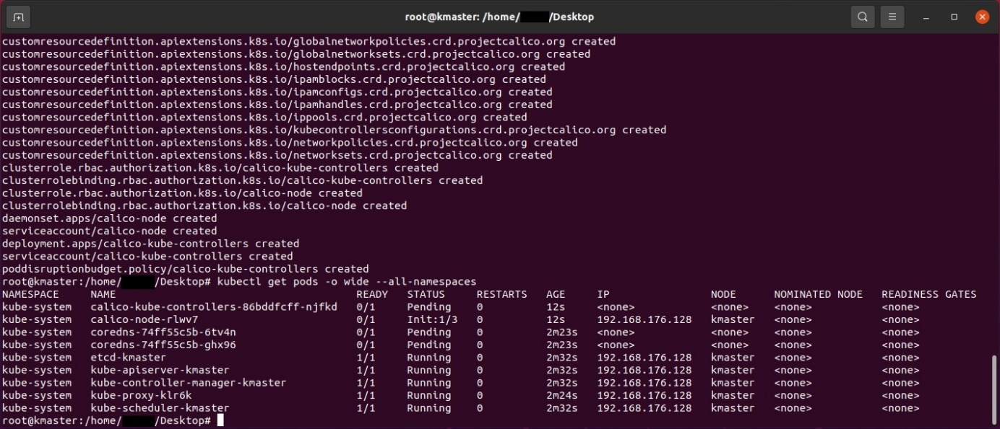 root@kmaster: /home/ /Desktop
customresourcedefinition.apiextensions.k8s.io/globalnetworkpolicies.crd.projectcalico.org created
customresourcedefinition.apiextensions.k8s.io/globalnetworksets.crd.projectcalico.org created
customresourcedefinition.apiextensions.k8s.io/hostendpoints.crd.projectcalico.org created
customresourcedefinition.apiextensions.k8s.io/ipamblocks.crd.projectcalico.org created
customresourcedefinition.apiextensions.k8s.io/ipamconfigs.crd.projectcalico.org created
customresourcedefinition.apiextensions.k8s.io/ipamhandles.crd.projectcalico.org created
customresourcedefinition.apiextensions.k8s.io/ippools.crd.projectcalico.org created
customresourcedefinition.apiextensions.k8s.io/kubecontrollersconfigurations.crd.projectcalico.org created
customresourcedefinition.apiextensions.k8s.io/networkpolicies.crd.projectcalico.org created
customresourcedefinition.apiextensions.k8s.io/networksets.crd.projectcalico.org created
clusterrole.rbac.authorization.k8s.io/calico-kube-controllers created
clusterrolebinding.rbac.authorization.k8s.io/calico-kube-controllers created
clusterrole.rbac.authorization.k8s.io/calico-node created
clusterrolebinding.rbac.authorization.k8s.io/calico-node created
daemonset.apps/calico-node created
serviceaccount/calico-node created
deployment.apps/calico-kube-controllers created
serviceaccount/calico-kube-controllers created
poddisruptionbudget.policy/calico-kube-controllers created
root@kmaster:/home/ /Desktop# kubectl get pods -o wide --all-namespaces
NAMESPACE NAME READY STATUS RESTARTS AGE IP NODE NOMINATED NODE READINESS GATES
kube-system calico-kube-controllers-86bddfcff-njfkd 0/1 Pending 0 12s <none> <none> <none> <none>
kube-system calico-node-rlwv7 0/1 Init:1/3 0 12s 192.168.176.128 kmaster <none> <none>
kube-system coredns-74ff55c5b-6tv4n 0/1 Pending 0 2m23s <none> <none> <none> <none>
kube-system coredns-74ff55c5b-ghx96 0/1 Pending 0 2m23s <none> <none> <none> <none>
kube-system etcd-kmaster 1/1 Running 0 2m32s 192.168.176.128 kmaster <none> <none>
kube-system kube-apiserver-kmaster 1/1 Running 0 2m32s 192.168.176.128 kmaster <none> <none>
kube-system kube-controller-manager-kmaster 1/1 Running 0 2m32s 192.168.176.128 kmaster <none> <none>
kube-system kube-proxy-klr6k 1/1 Running 0 2m24s 192.168.176.128 kmaster <none> <none>
kube-system kube-scheduler-kmaster 1/1 Running 0 2m32s 192.168.176.128 kmaster <none> <none>
root@kmaster:/home/ /Desktop#